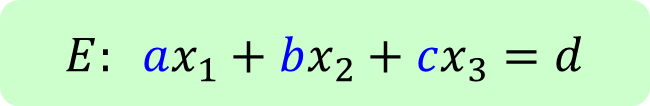 E: ax₁ + bx₂ + cx₃ = d